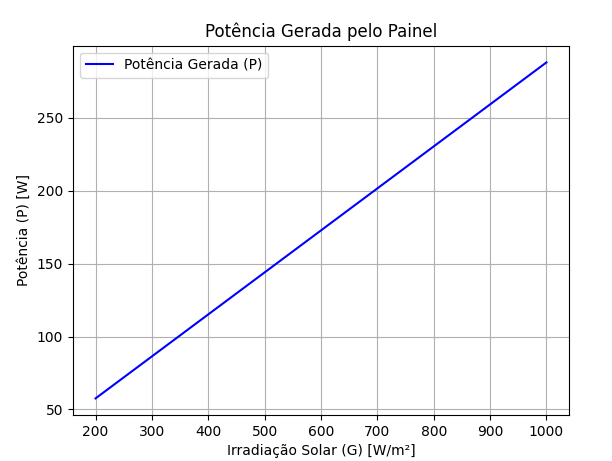 Potência Gerada pelo Painel
Potência Gerada (P)
Potência (P) [W]
250
200
150
100
50
200 300 400 500 600 700 800 900 1000
Irradiação Solar (G) [W/m²]